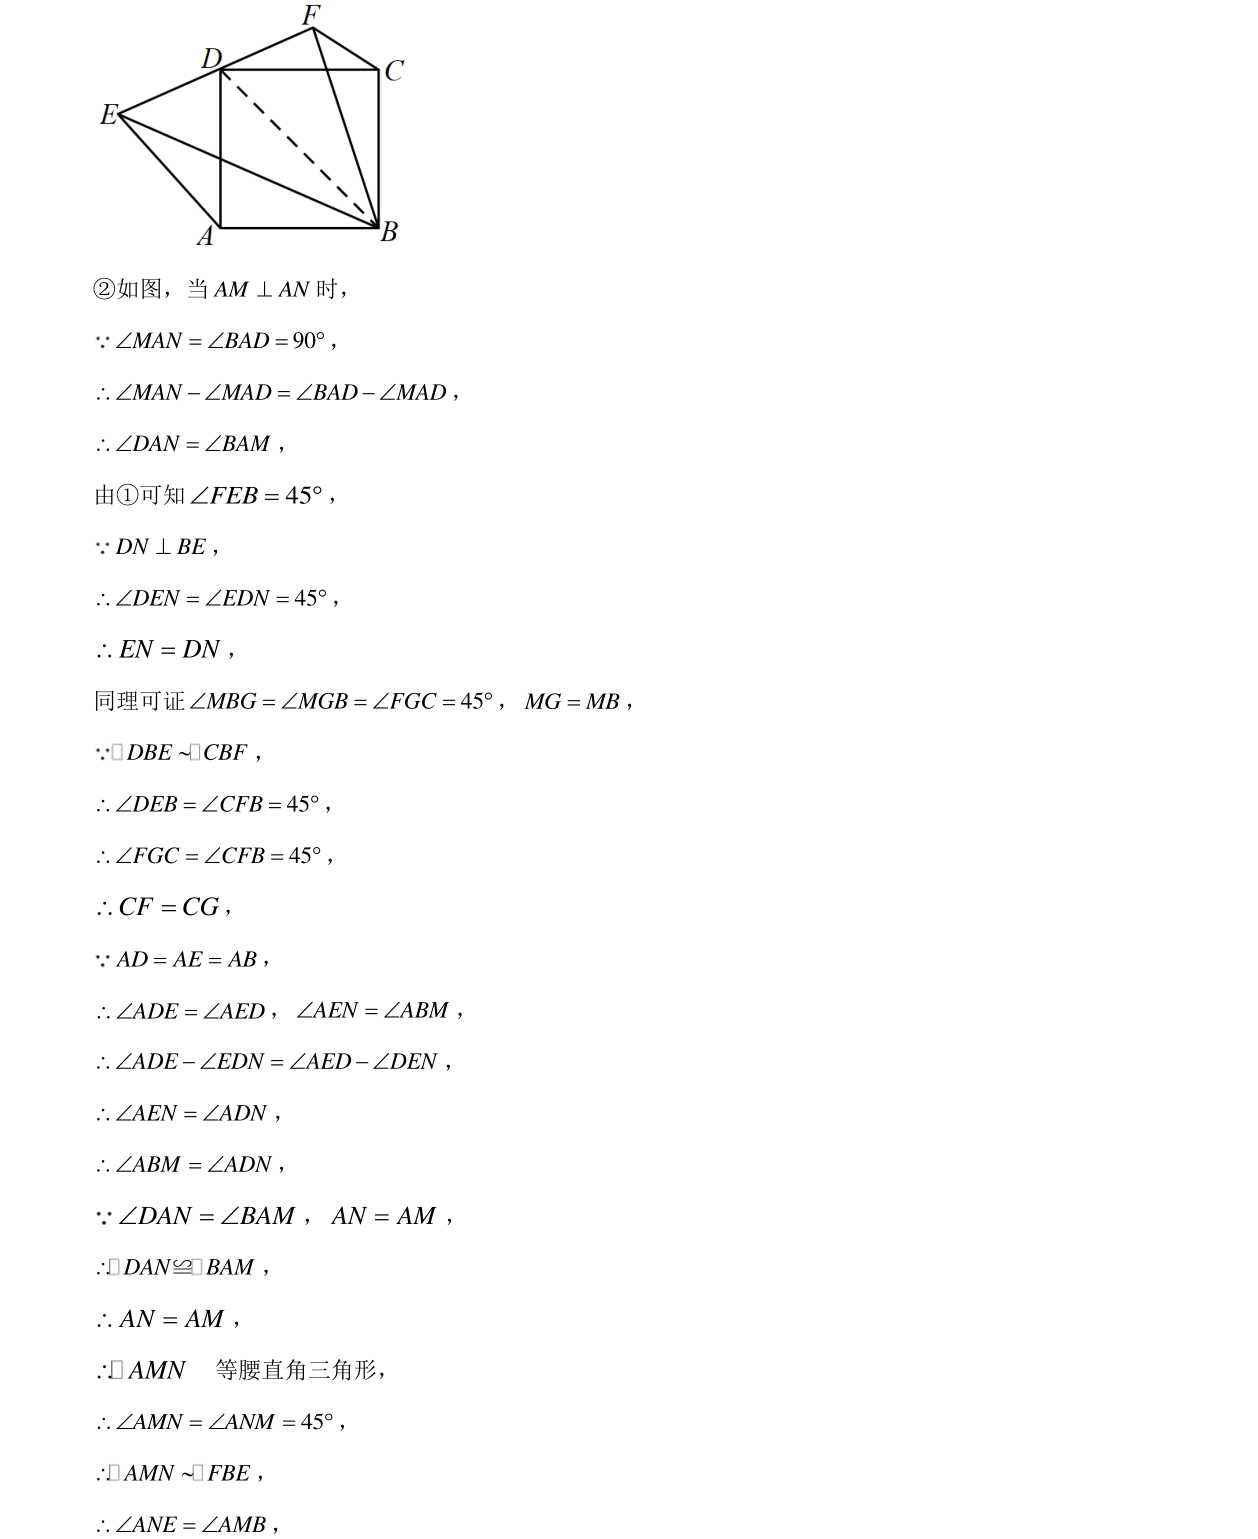 F
D
C
E
A
B
②如图，当 AM ⊥ AN 时，
∵ ∠MAN = ∠BAD = 90°，
∴ ∠MAN − ∠MAD = ∠BAD − ∠MAD，
∴ ∠DAN = ∠BAM，
由①可知 ∠FEB = 45°，
∵ DN ⊥ BE，
∴ ∠DEN = ∠EDN = 45°，
∴ EN = DN，
同理可证 ∠MBG = ∠MGB = ∠FGC = 45°， MG = MB，
∵□ DBE ~□ CBF，
∴ ∠DEB = ∠CFB = 45°，
∴ ∠FGC = ∠CFB = 45°，
∴ CF = CG，
∵ AD = AE = AB，
∴ ∠ADE = ∠AED， ∠AEN = ∠ABM，
∴ ∠ADE − ∠EDN = ∠AED − ∠DEN，
∴ ∠AEN = ∠ADN，
∴ ∠ABM = ∠ADN，
∵ ∠DAN = ∠BAM， AN = AM，
∴□ DAN≌□ BAM，
∴ AN = AM，
∴□ AMN 等腰直角三角形，
∴ ∠AMN = ∠ANM = 45°，
∴□ AMN ~□ FBE，
∴ ∠ANE = ∠AMB，